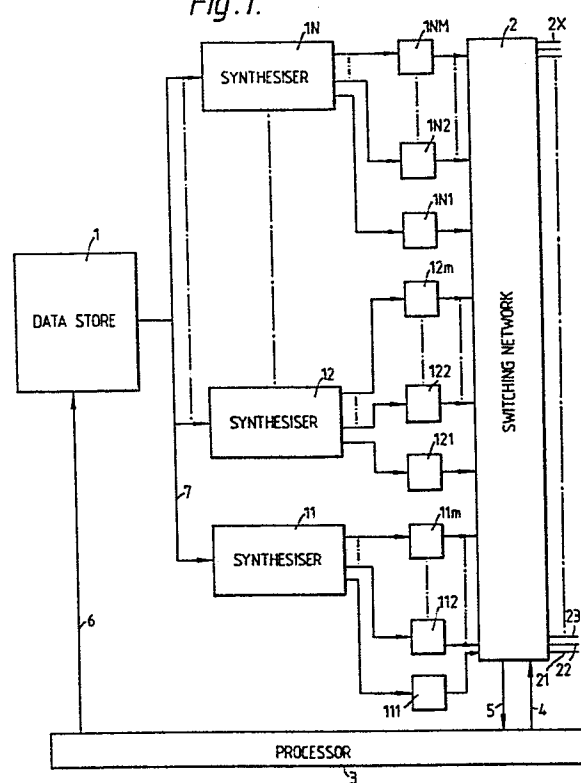 Fig.1.
1N
SYNTHESISER
1NM
2
2X
1N2
1N1
1
DATA STORE
12m
12
SYNTHESISER
122
121
SWITCHING NETWORK
7
11
SYNTHESISER
11m
112
111
6
23
22
21
5
4
PROCESSOR
3